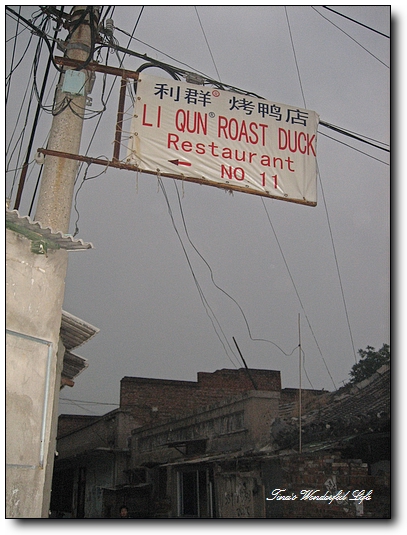 利群® 烤鸭店
LI QUN® ROAST DUCK
Restaurant
NO 11
Tina's Wonderful Life